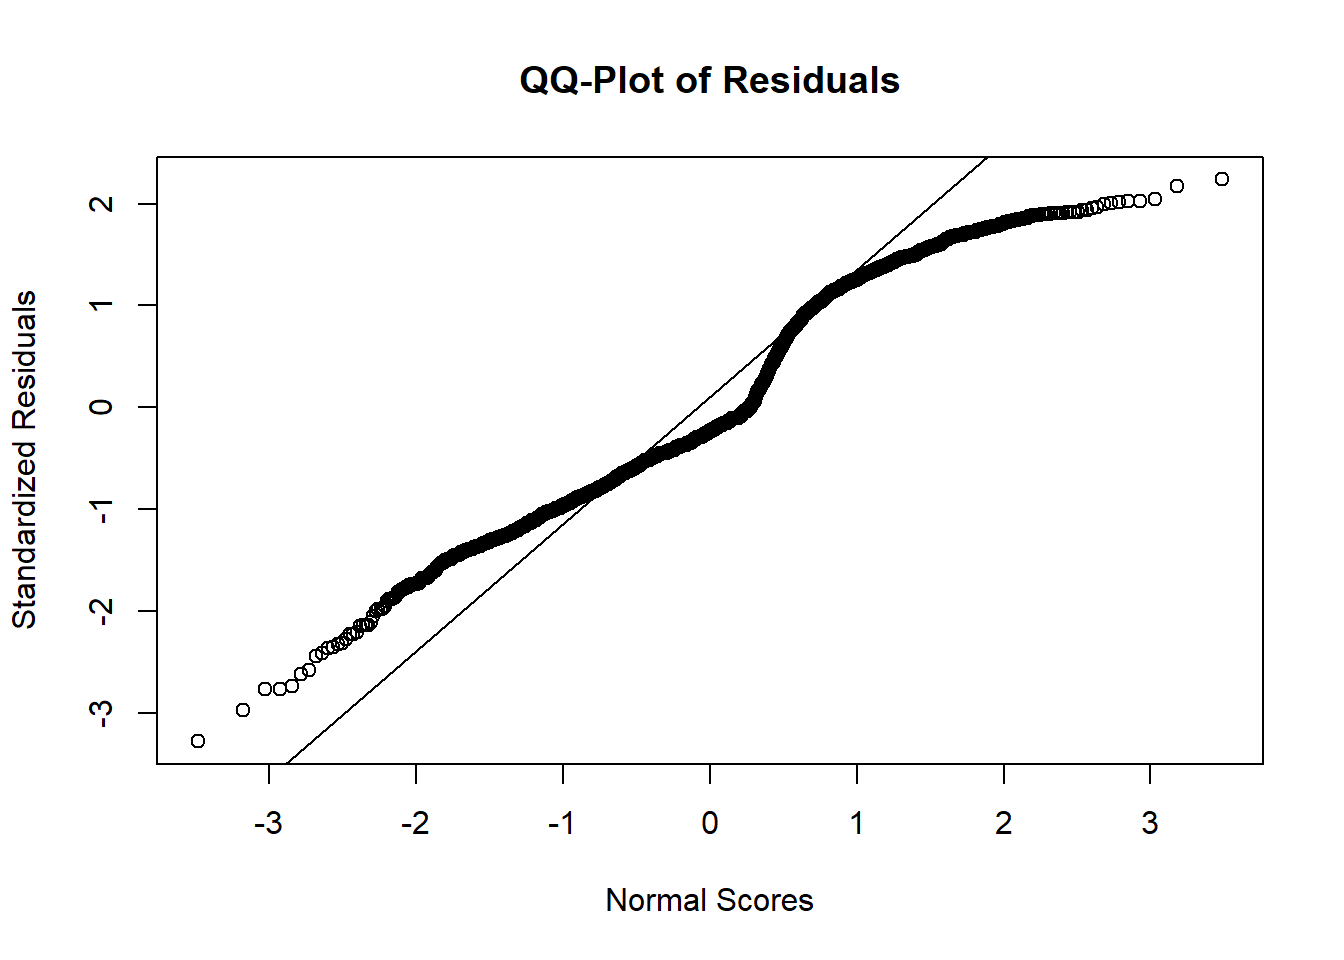 QQ-Plot of Residuals
Standardized Residuals
2
1
0
-1
-2
-3
-3 -2 -1 0 1 2 3
Normal Scores